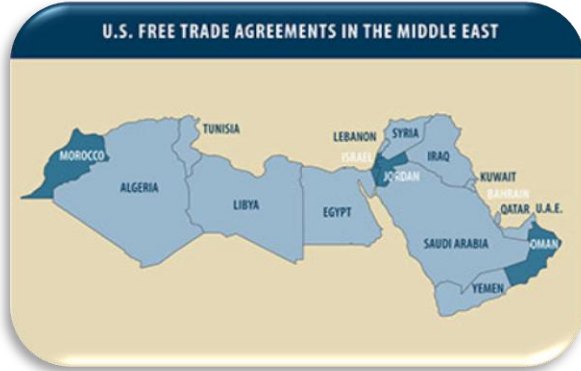 U.S. FREE TRADE AGREEMENTS IN THE MIDDLE EAST
TUNISIA
LEBANON
SYRIA
MOROCCO
ISRAEL
IRAQ
JORDAN
ALGERIA
KUWAIT
BAHRAIN
LIBYA
EGYPT
QATAR
U.A.E.
SAUDI ARABIA
OMAN
YEMEN